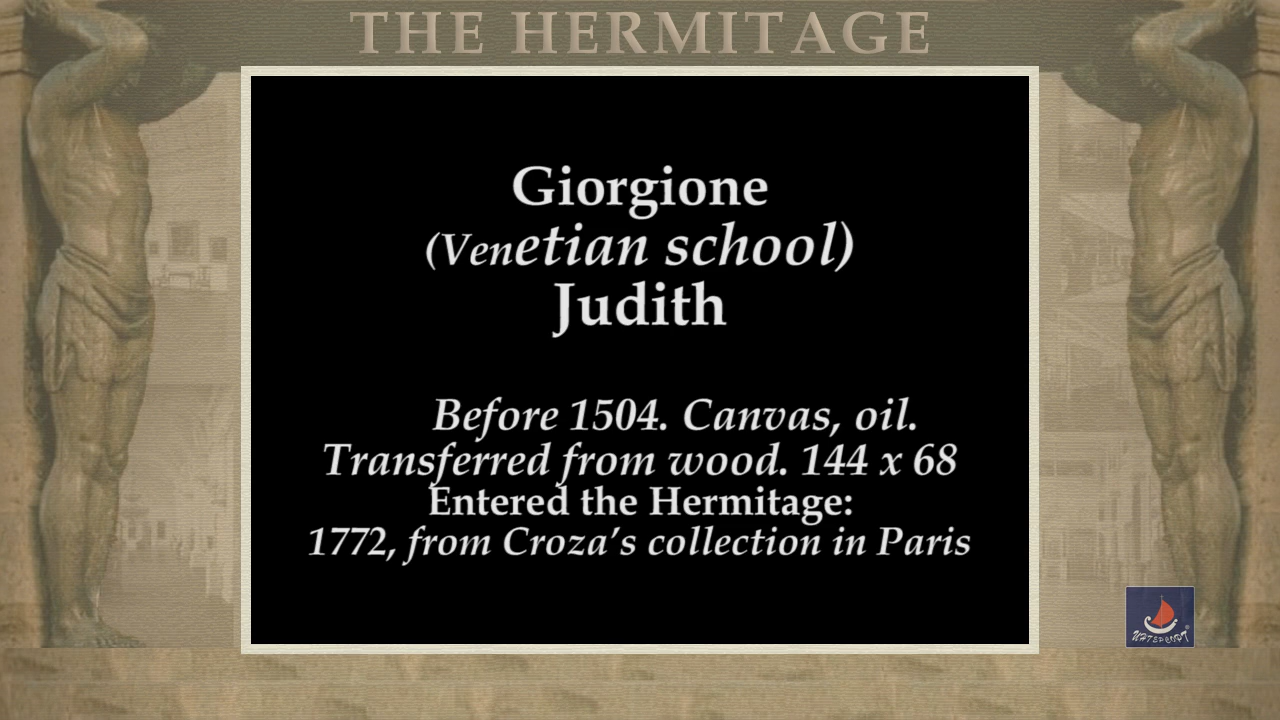 THE HERMITAGE
Giorgione
(Venetian school)
Judith
Before 1504. Canvas, oil.
Transferred from wood. 144 x 68
Entered the Hermitage:
1772, from Croza's collection in Paris